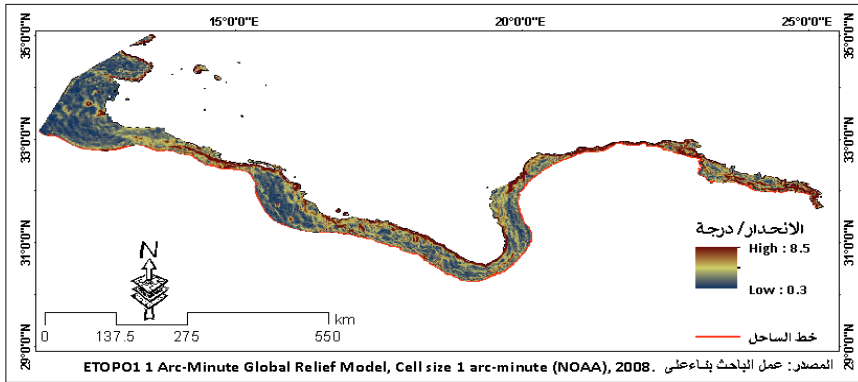 15°0'0"E 20°0'0"E 25°0'0"E
35°0'0"N 35°0'0"N
33°0'0"N 33°0'0"N
31°0'0"N 31°0'0"N
29°0'0"N 29°0'0"N
الانحدار/ درجة
High : 8.5
Low : 0.3
خط الساحل
N
km
0 137.5 275 550
المصدر: عمل الباحث بناءعلى ETOPO1 1 Arc-Minute Global Relief Model, Cell size 1 arc-minute (NOAA), 2008.